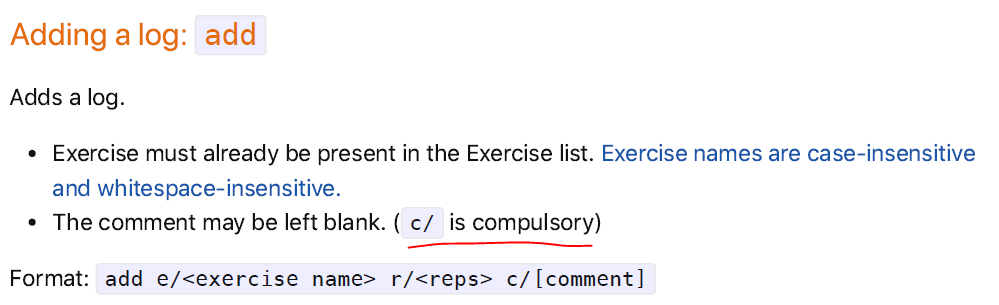 Adding a log: add
Adds a log.
• Exercise must already be present in the Exercise list. Exercise names are case-insensitive
and whitespace-insensitive.
• The comment may be left blank. ( c/ is compulsory)
Format: add e/<exercise name> r/<reps> c/[comment]